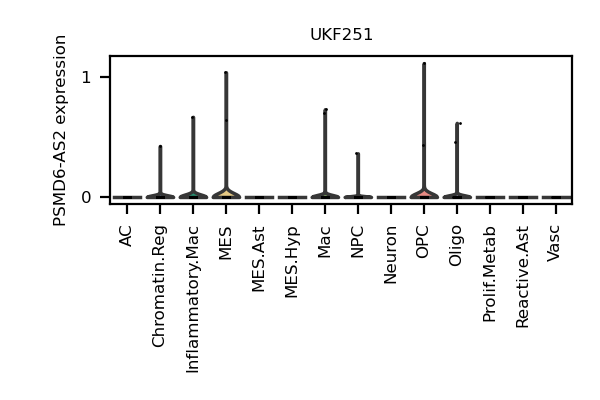 UKF251
PSMD6-AS2 expression
1
0
AC
Chromatin.Reg
Inflammatory.Mac
MES
MES.Ast
MES.Hyp
Mac
NPC
Neuron
OPC
Oligo
Prolif.Metab
Reactive.Ast
Vasc